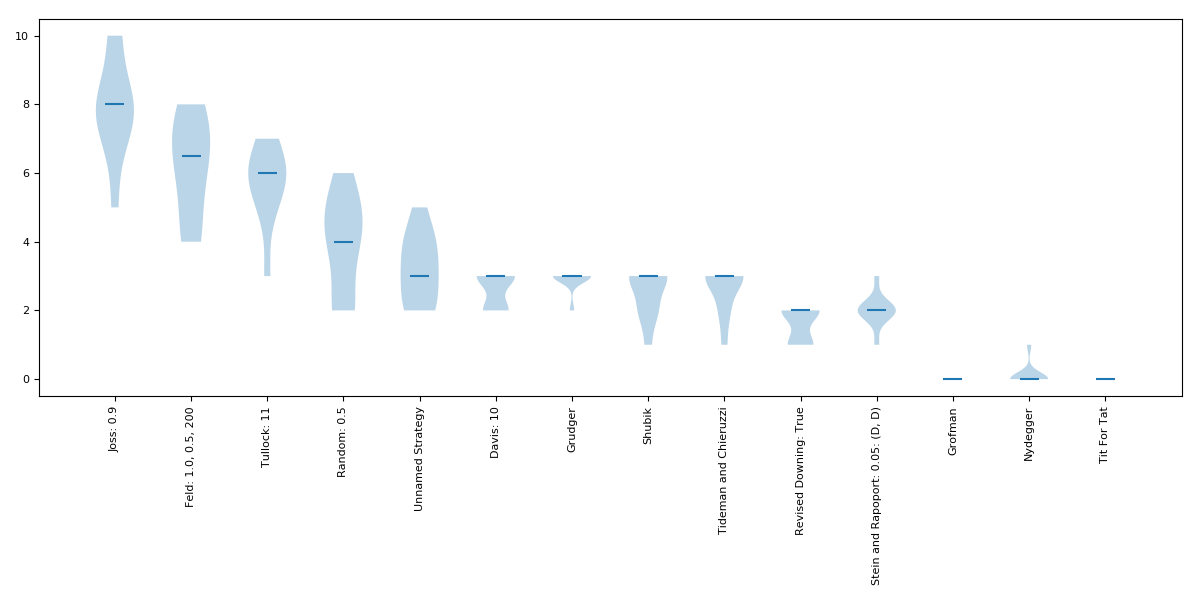 10
8
6
4
2
0
Joss: 0.9
Feld: 1.0, 0.5, 200
Tullock: 11
Random: 0.5
Unnamed Strategy
Davis: 10
Grudger
Shubik
Tideman and Chieruzzi
Revised Downing: True
Stein and Rapoport: 0.05: (D, D)
Grofman
Nydegger
Tit For Tat